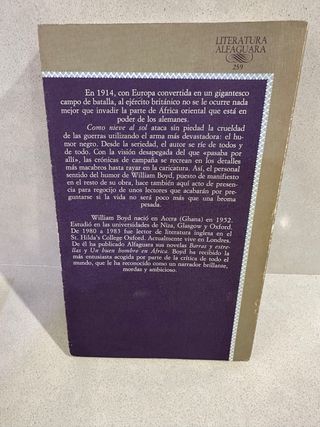 LITERATURA
ALFAGUARA
259
En 1914, con Europa convertida en un gigantesco
campo de batalla, al ejército británico no se le ocurre nada
mejor que invadir la parte de África oriental que está en
poder de los alemanes.
Como nieve al sol ataca sin piedad la crueldad
de las guerras utilizando el arma más devastadora: el hu-
mor negro. Desde la seriedad, el autor se ríe de todos y
de todo. Con la visión desapegada del que «pasaba por
allí», las crónicas de campaña se recrean en los detalles
más macabros hasta rayar en la caricatura. Así, el personal
sentido del humor de William Boyd, puesto de manifiesto
en el resto de su obra, hace también aquí acto de presen-
cia para regocijo de unos lectores que acabarán por pre-
guntarse si la vida no será poco más que una broma
pesada.
William Boyd nació en Accra (Ghana) en 1952.
Estudió en las universidades de Niza, Glasgow y Oxford.
De 1980 a 1983 fue lector de literatura inglesa en el
St. Hilda's College Oxford. Actualmente vive en Londres.
De él ha publicado Alfaguara sus novelas Barras y estre-
llas y Un buen hombre en África. Boyd ha recibido la
más entusiasta acogida por parte de la crítica de todo el
mundo, que le ha reconocido como un narrador brillante,
mordaz y ambicioso.